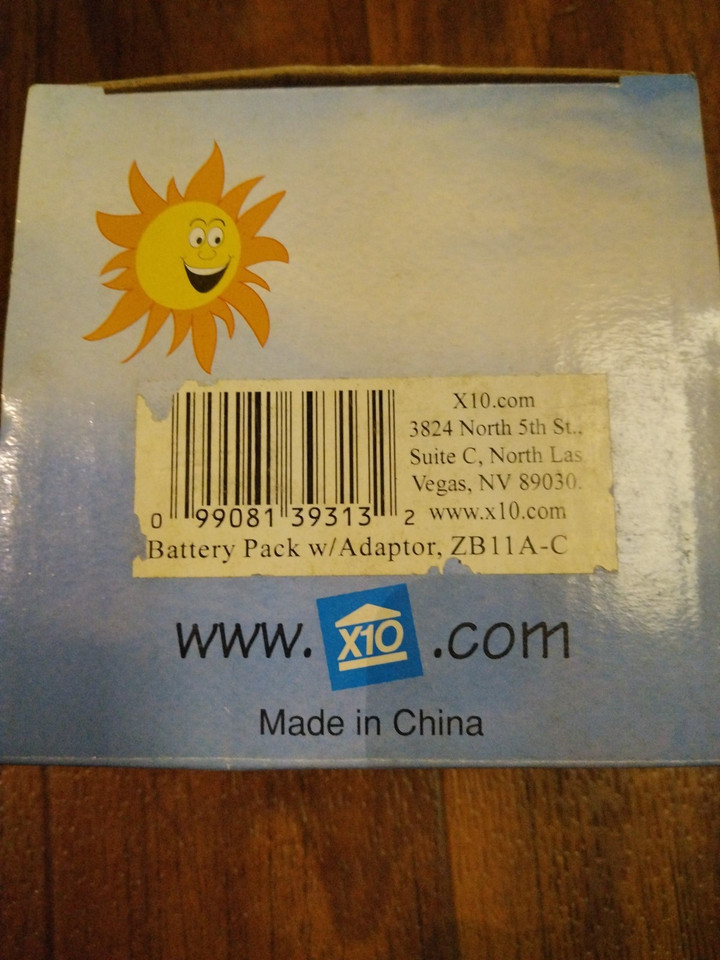 X10.com
3824 North 5th St.,
Suite C, North Las
Vegas, NV 89030.
www.x10.com
0 99081 39313 2
Battery Pack w/Adaptor, ZB11A-C
www.X10.com
Made in China